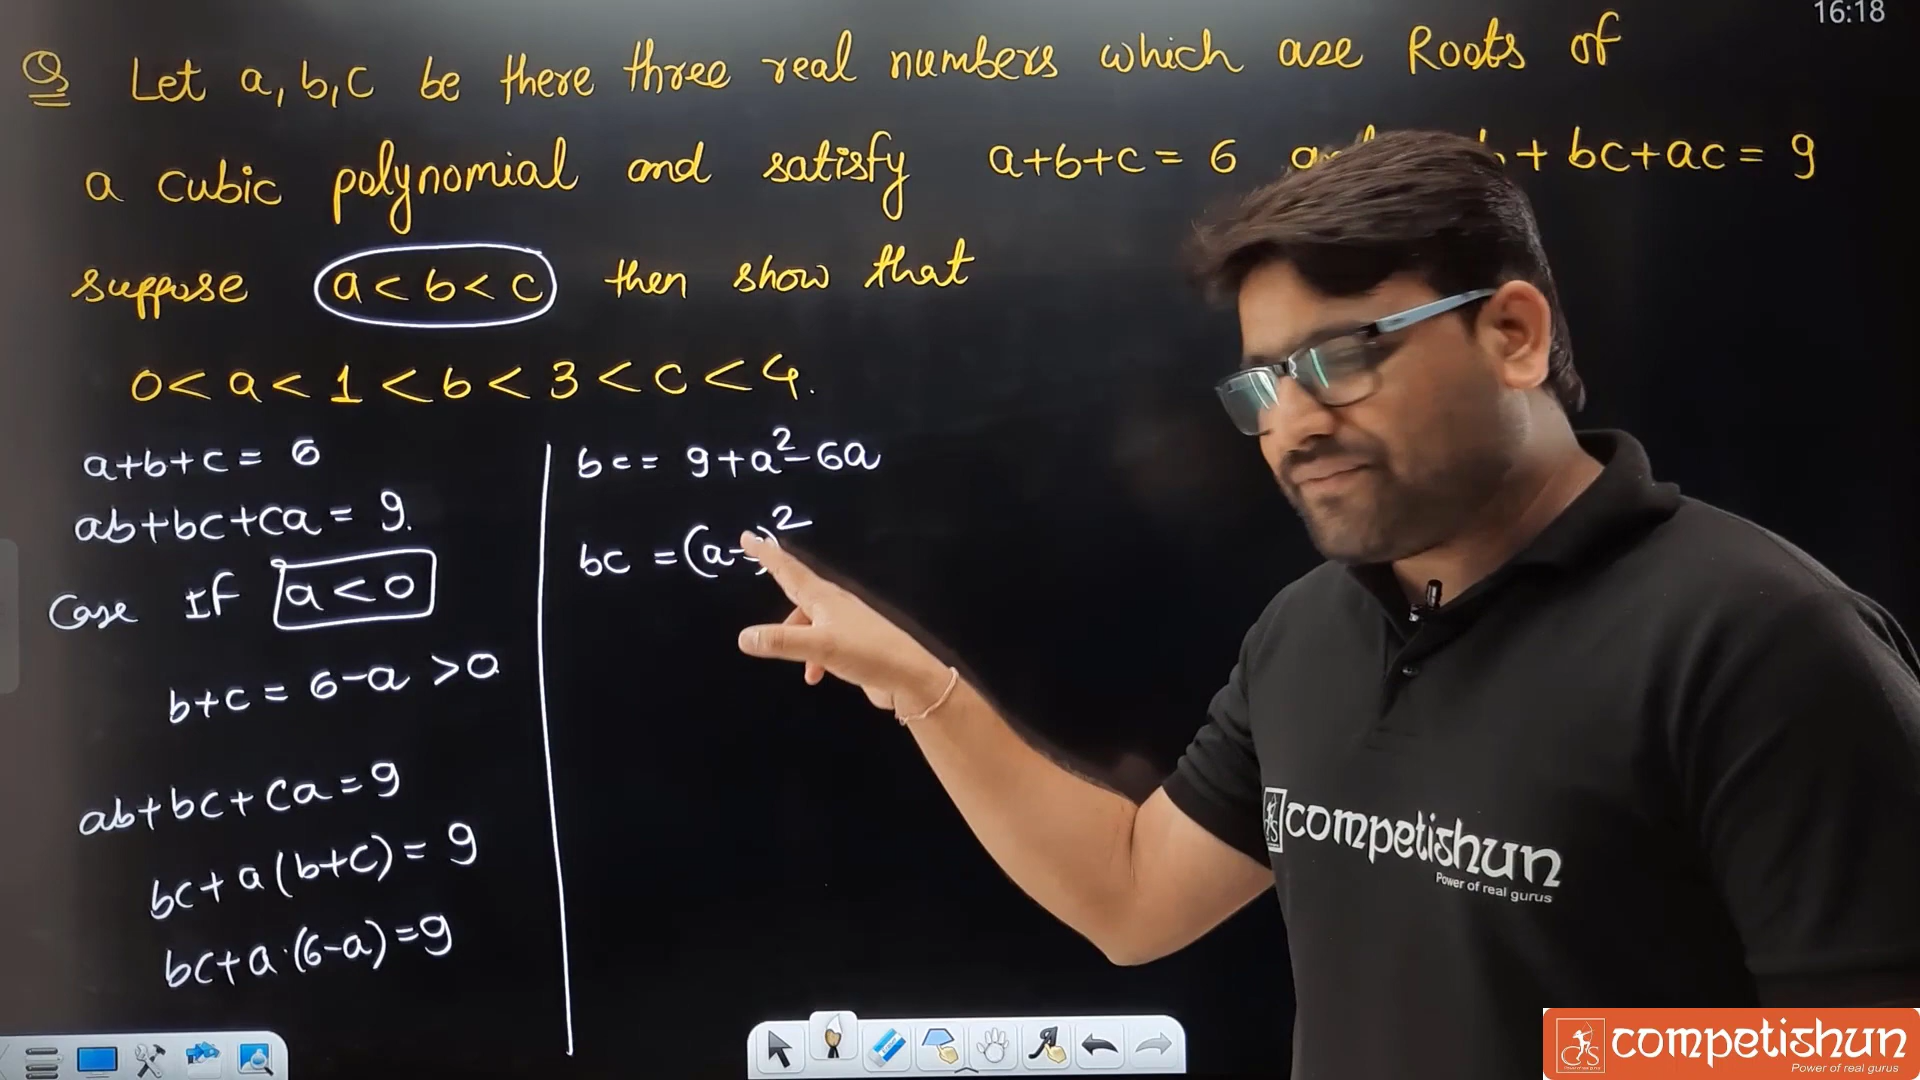 16:18
Q Let a, b, c be there three real numbers which are Roots of
a cubic polynomial and satisfy a+b+c = 6 b + bc+ac = 9
suppose a < b < c then show that
0 < a < 1 < b < 3 < c < 4.
a+b+c = 6
ab+bc+ca = 9.
Case If a < 0
b+c = 6-a > 0
ab+bc+ca = 9
bc+a(b+c) = 9
bc+a.(6-a) = 9
bc = 9+a²-6a
bc = (a- )²
competishun
Power of real gurus
competishun
Power of real gurus